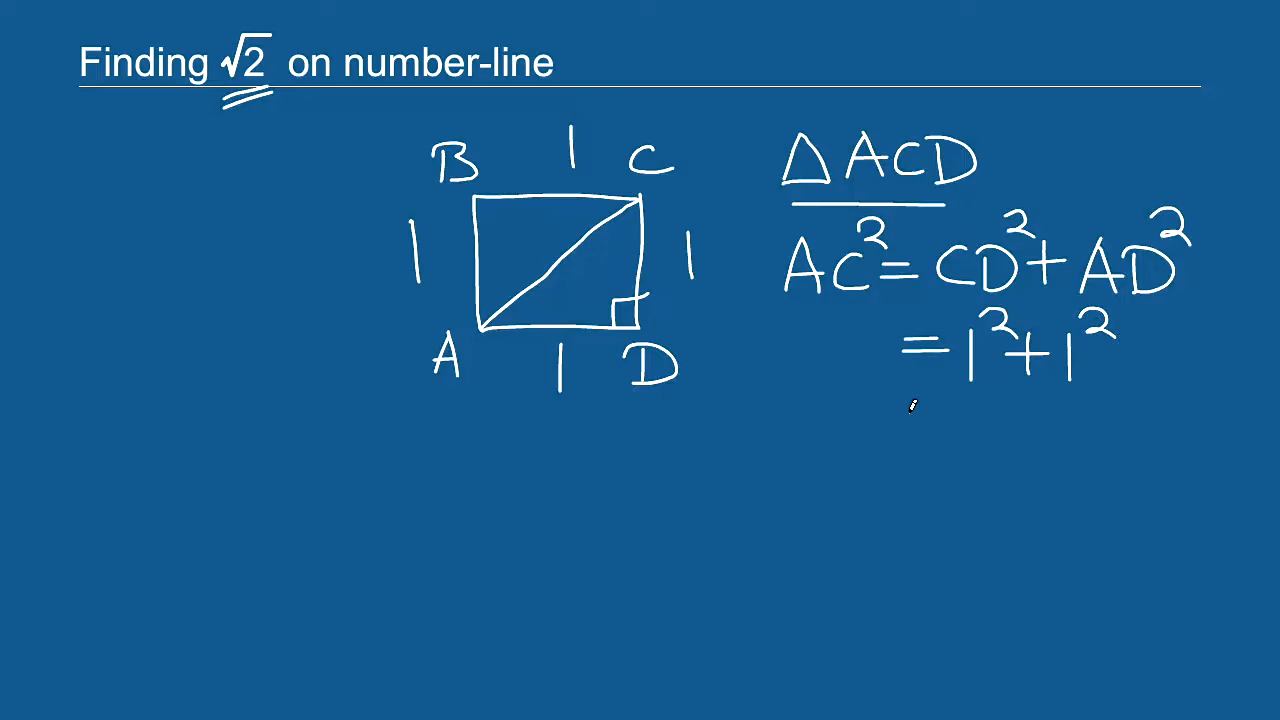 Finding √2 on number-line
B 1 C
1 1
A 1 D
Δ ACD
AC² = CD² + AD²
= 1² + 1²